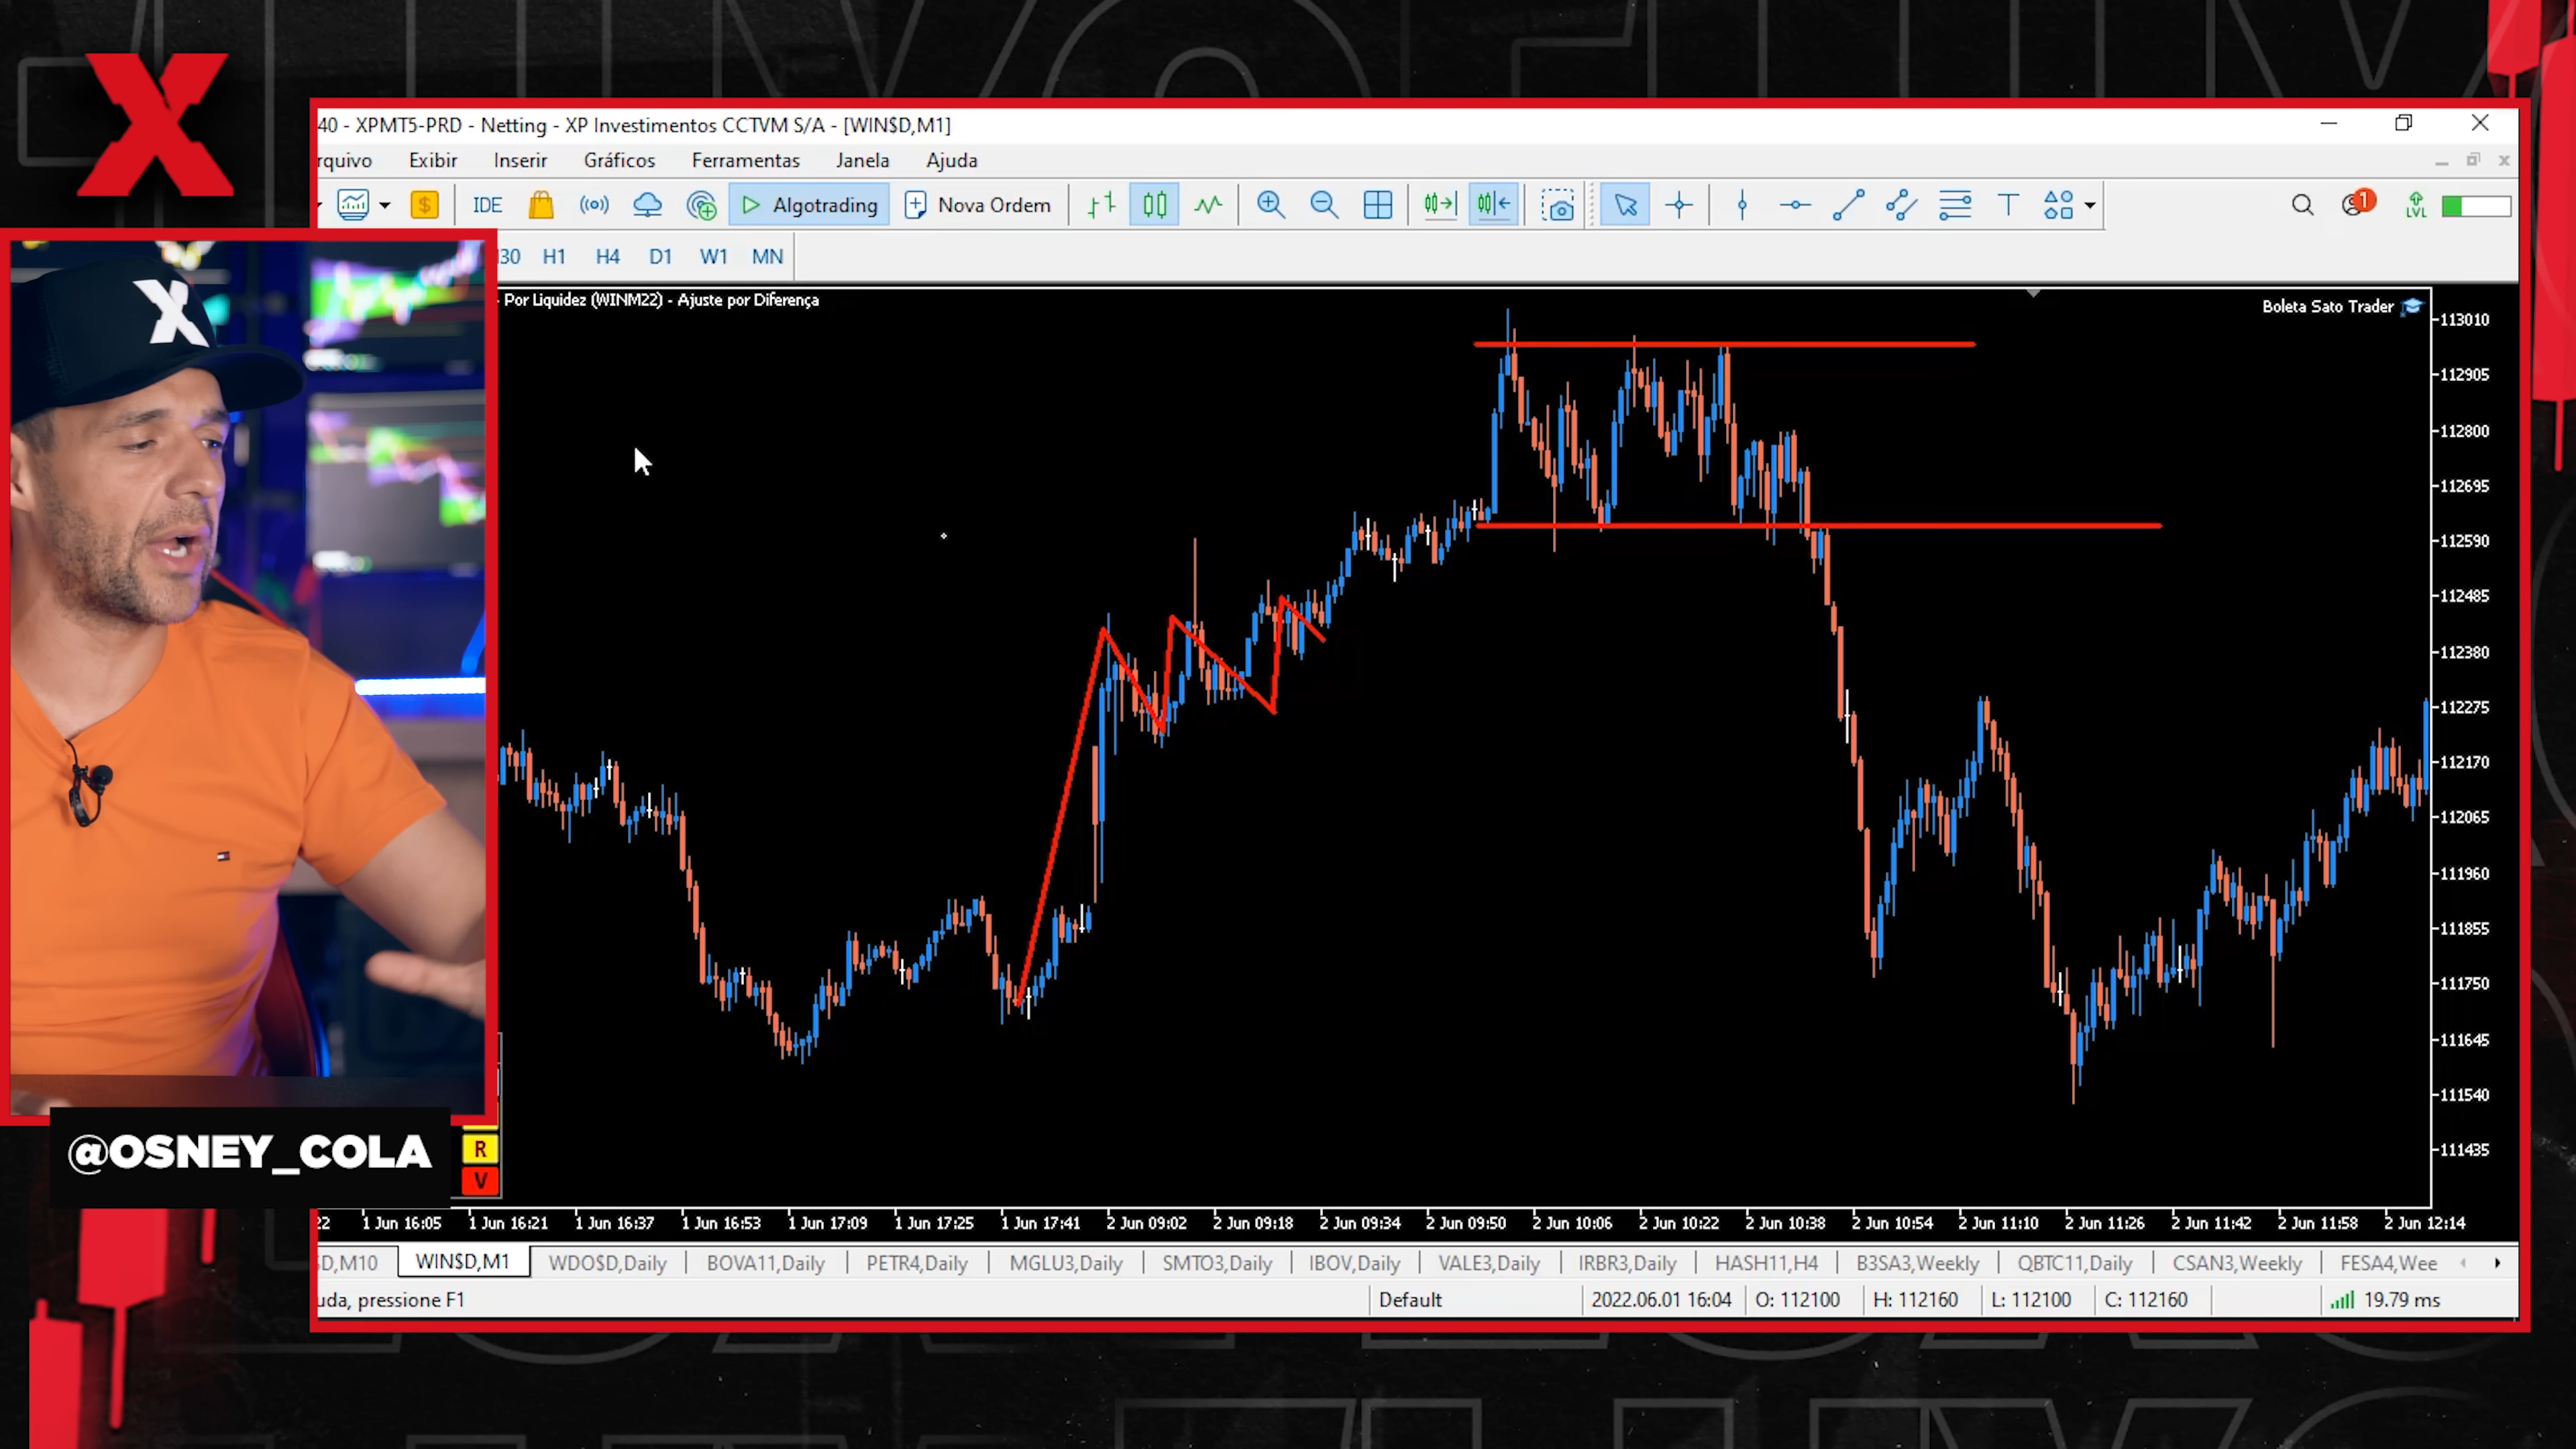 X
40 - XPMT5-PRD - Netting - XP Investimentos CCTVM S/A - [WIN$D,M1]
rquivo Exibir Inserir Gráficos Ferramentas Janela Ajuda
$ IDE Algotrading Nova Ordem T 1 LVL
30 H1 H4 D1 W1 MN
X
- Por Liquidez (WINM22) - Ajuste por Diferença
Boleta Sato Trader
113010
112905
112800
112695
112590
112485
112380
112275
112170
112065
111960
111855
111750
111645
111540
111435
@OSNEY_COLA
R
V
22 1 Jun 16:05 1 Jun 16:21 1 Jun 16:37 1 Jun 16:53 1 Jun 17:09 1 Jun 17:25 1 Jun 17:41 2 Jun 09:02 2 Jun 09:18 2 Jun 09:34 2 Jun 09:50 2 Jun 10:06 2 Jun 10:22 2 Jun 10:38 2 Jun 10:54 2 Jun 11:10 2 Jun 11:26 2 Jun 11:42 2 Jun 11:58 2 Jun 12:14
D,M10 WIN$D,M1 WDO$D,Daily BOVA11,Daily PETR4,Daily MGLU3,Daily SMTO3,Daily IBOV,Daily VALE3,Daily IRBR3,Daily HASH11,H4 B3SA3,Weekly QBTC11,Daily CSAN3,Weekly FESA4,Wee
uda, pressione F1 Default 2022.06.01 16:04 O: 112100 H: 112160 L: 112100 C: 112160 19.79 ms